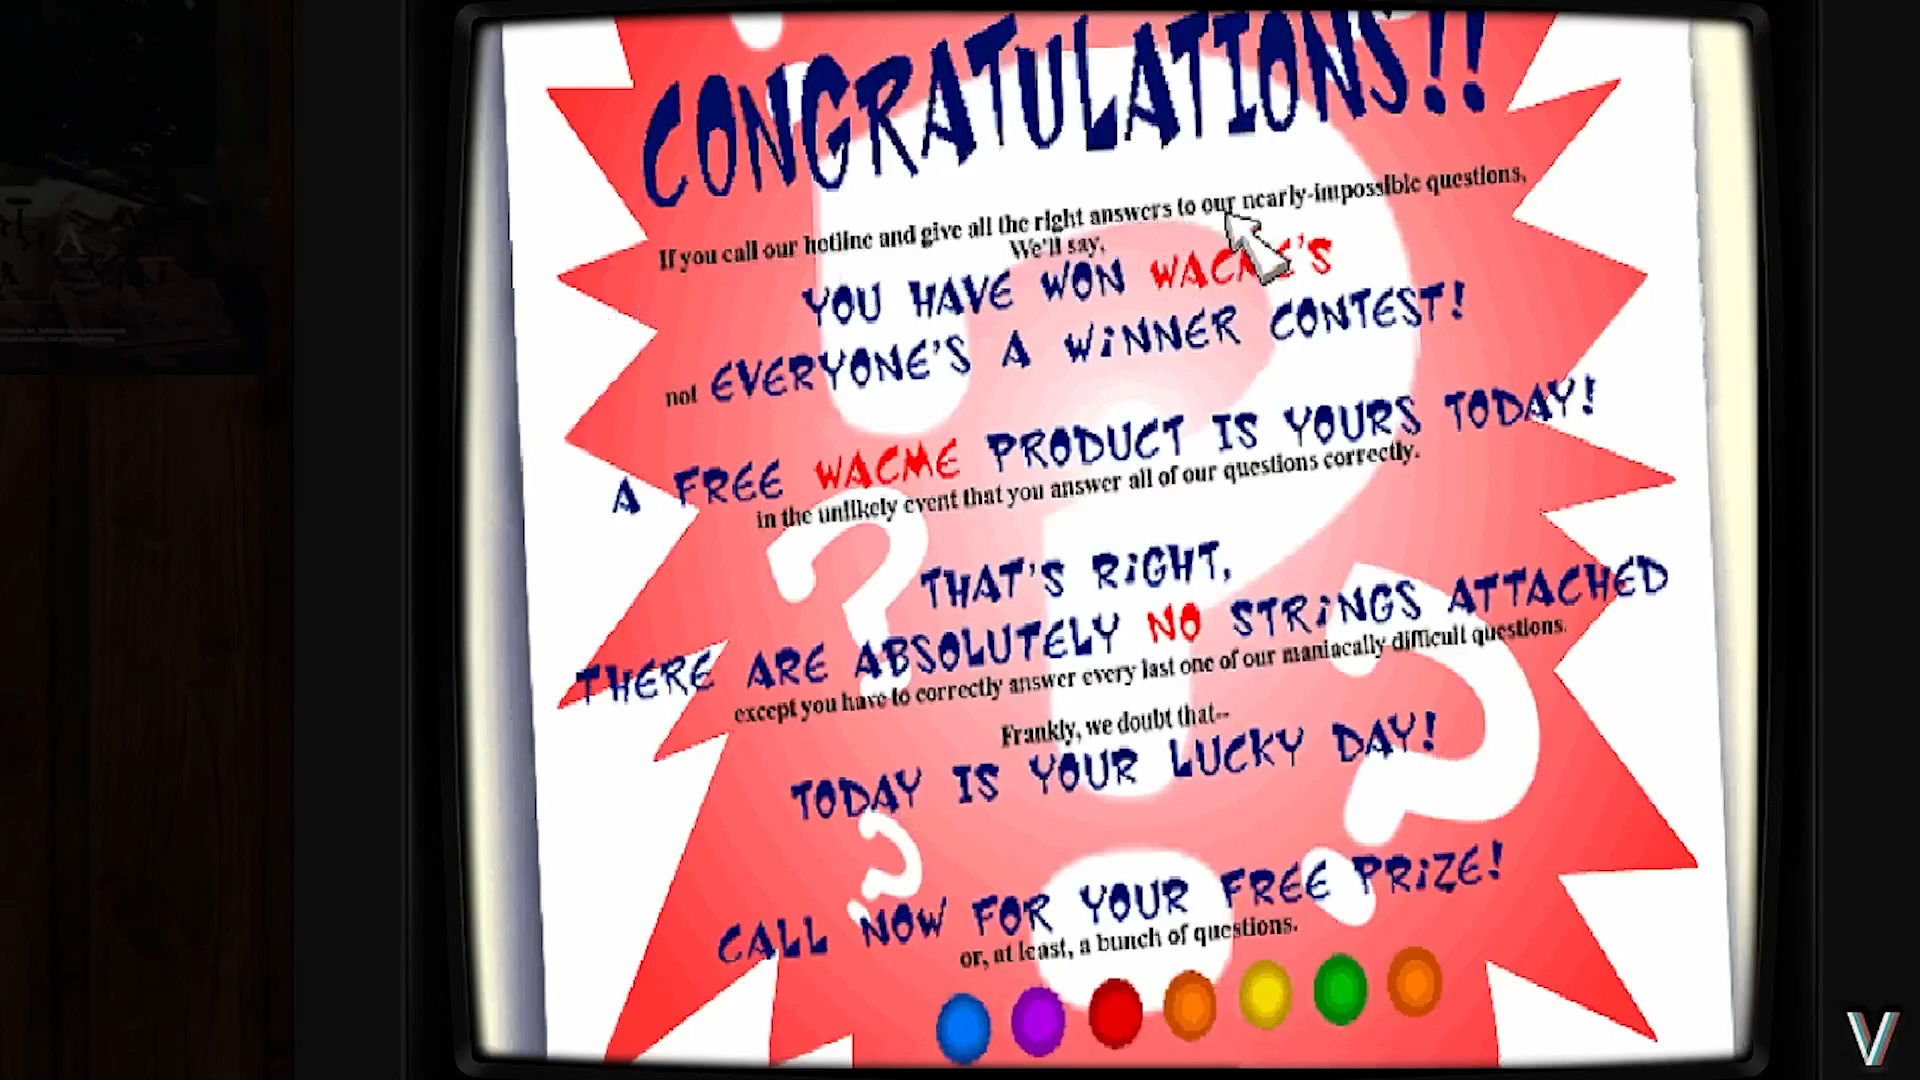 CONGRATULATIONS!!
If you call our hotline and give all the right answers to our nearly-impossible questions,
We'll say,
YOU HAVE WON WACME'S
not EVERYONE'S A WINNER CONTEST!
A FREE WACME PRODUCT IS YOURS TODAY!
in the unlikely event that you answer all of our questions correctly.
THAT'S RIGHT,
THERE ARE ABSOLUTELY NO STRINGS ATTACHED
except you have to correctly answer every last one of our maniacally-difficult questions.
Frankly, we doubt that--
TODAY IS YOUR LUCKY DAY!
CALL NOW FOR YOUR FREE PRIZE!
or, at least, a bunch of questions.
V